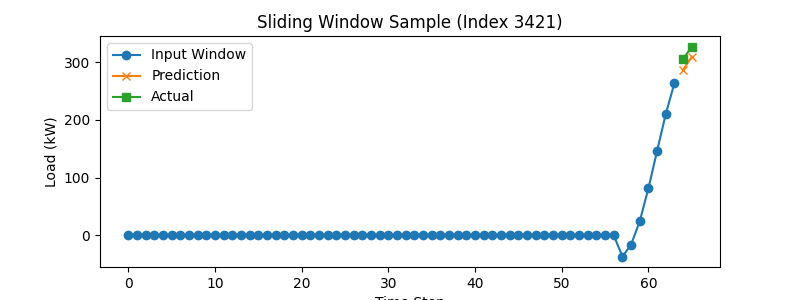 Sliding Window Sample (Index 3421)
Input Window
Prediction
Actual
Load (kW)
300
200
100
0
0 10 20 30 40 50 60
Time Step